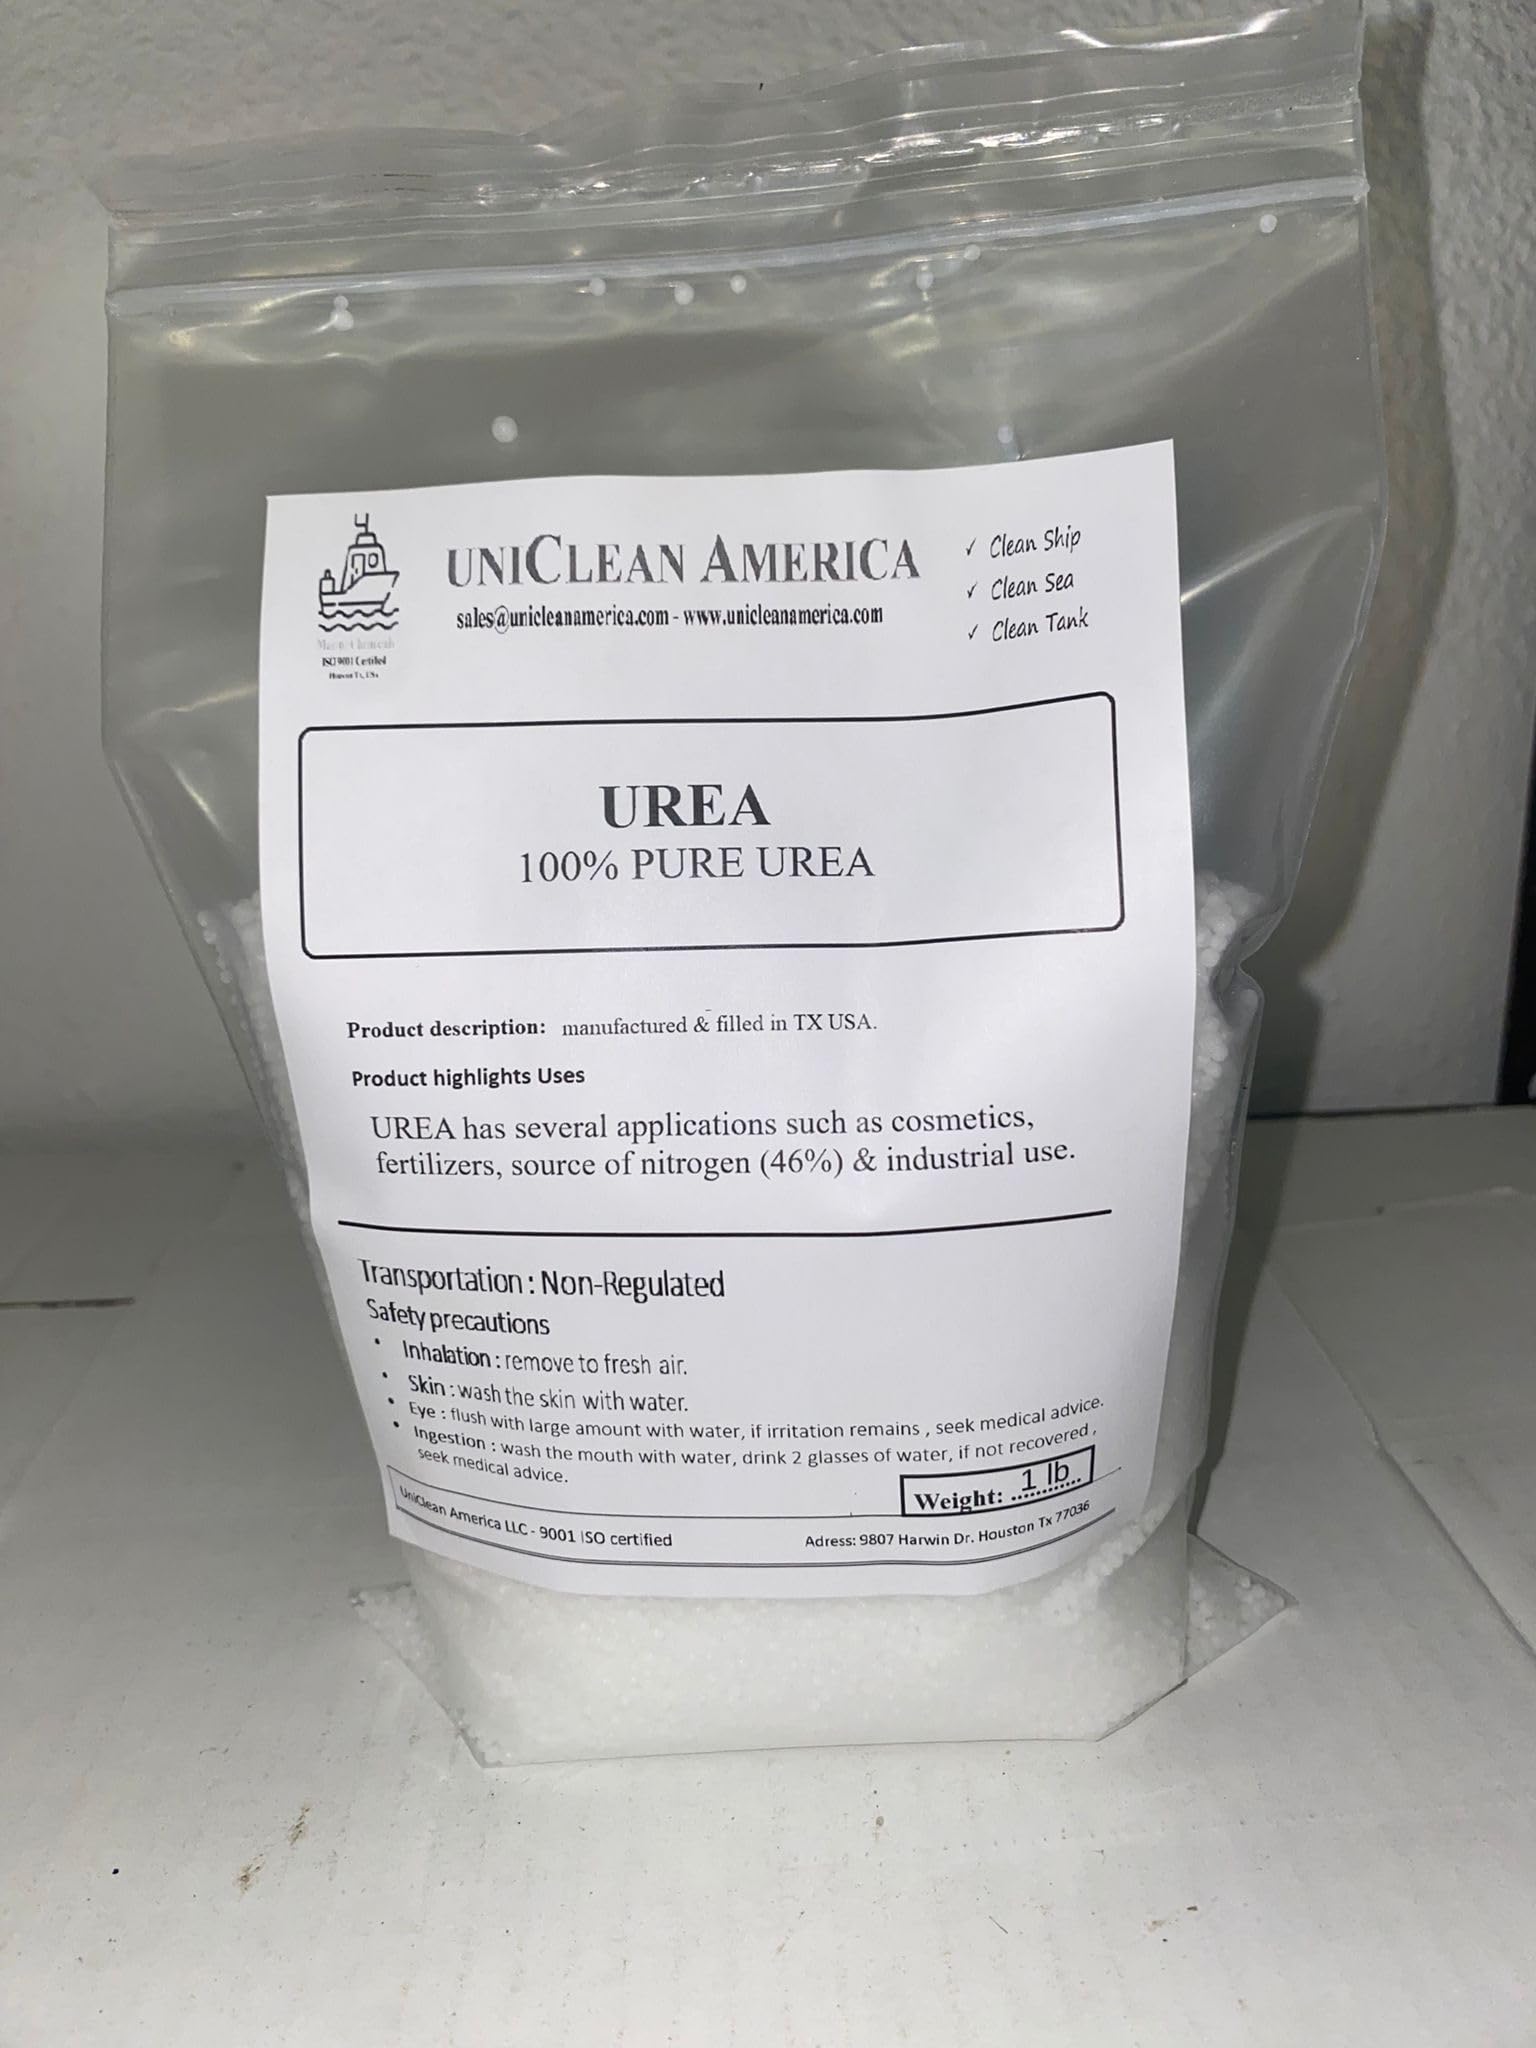 UNICLEAN AMERICA
sales@unicleanamerica.com - www.unicleanamerica.com
✓ Clean Ship
✓ Clean Sea
✓ Clean Tank
ISO 9001 Certified
UREA
100% PURE UREA
Product description: manufactured & filled in TX USA.
Product highlights Uses
UREA has several applications such as cosmetics,
fertilizers, source of nitrogen (46%) & industrial use.
Transportation : Non-Regulated
Safety precautions
• Inhalation : remove to fresh air.
• Skin : wash the skin with water.
• Eye : flush with large amount with water, if irritation remains , seek medical advice.
• Ingestion : wash the mouth with water, drink 2 glasses of water, if not recovered ,
seek medical advice.
Weight: 1 lb
UniClean America LLC - 9001 ISO certified
Adress: 9807 Harwin Dr. Houston Tx 77036